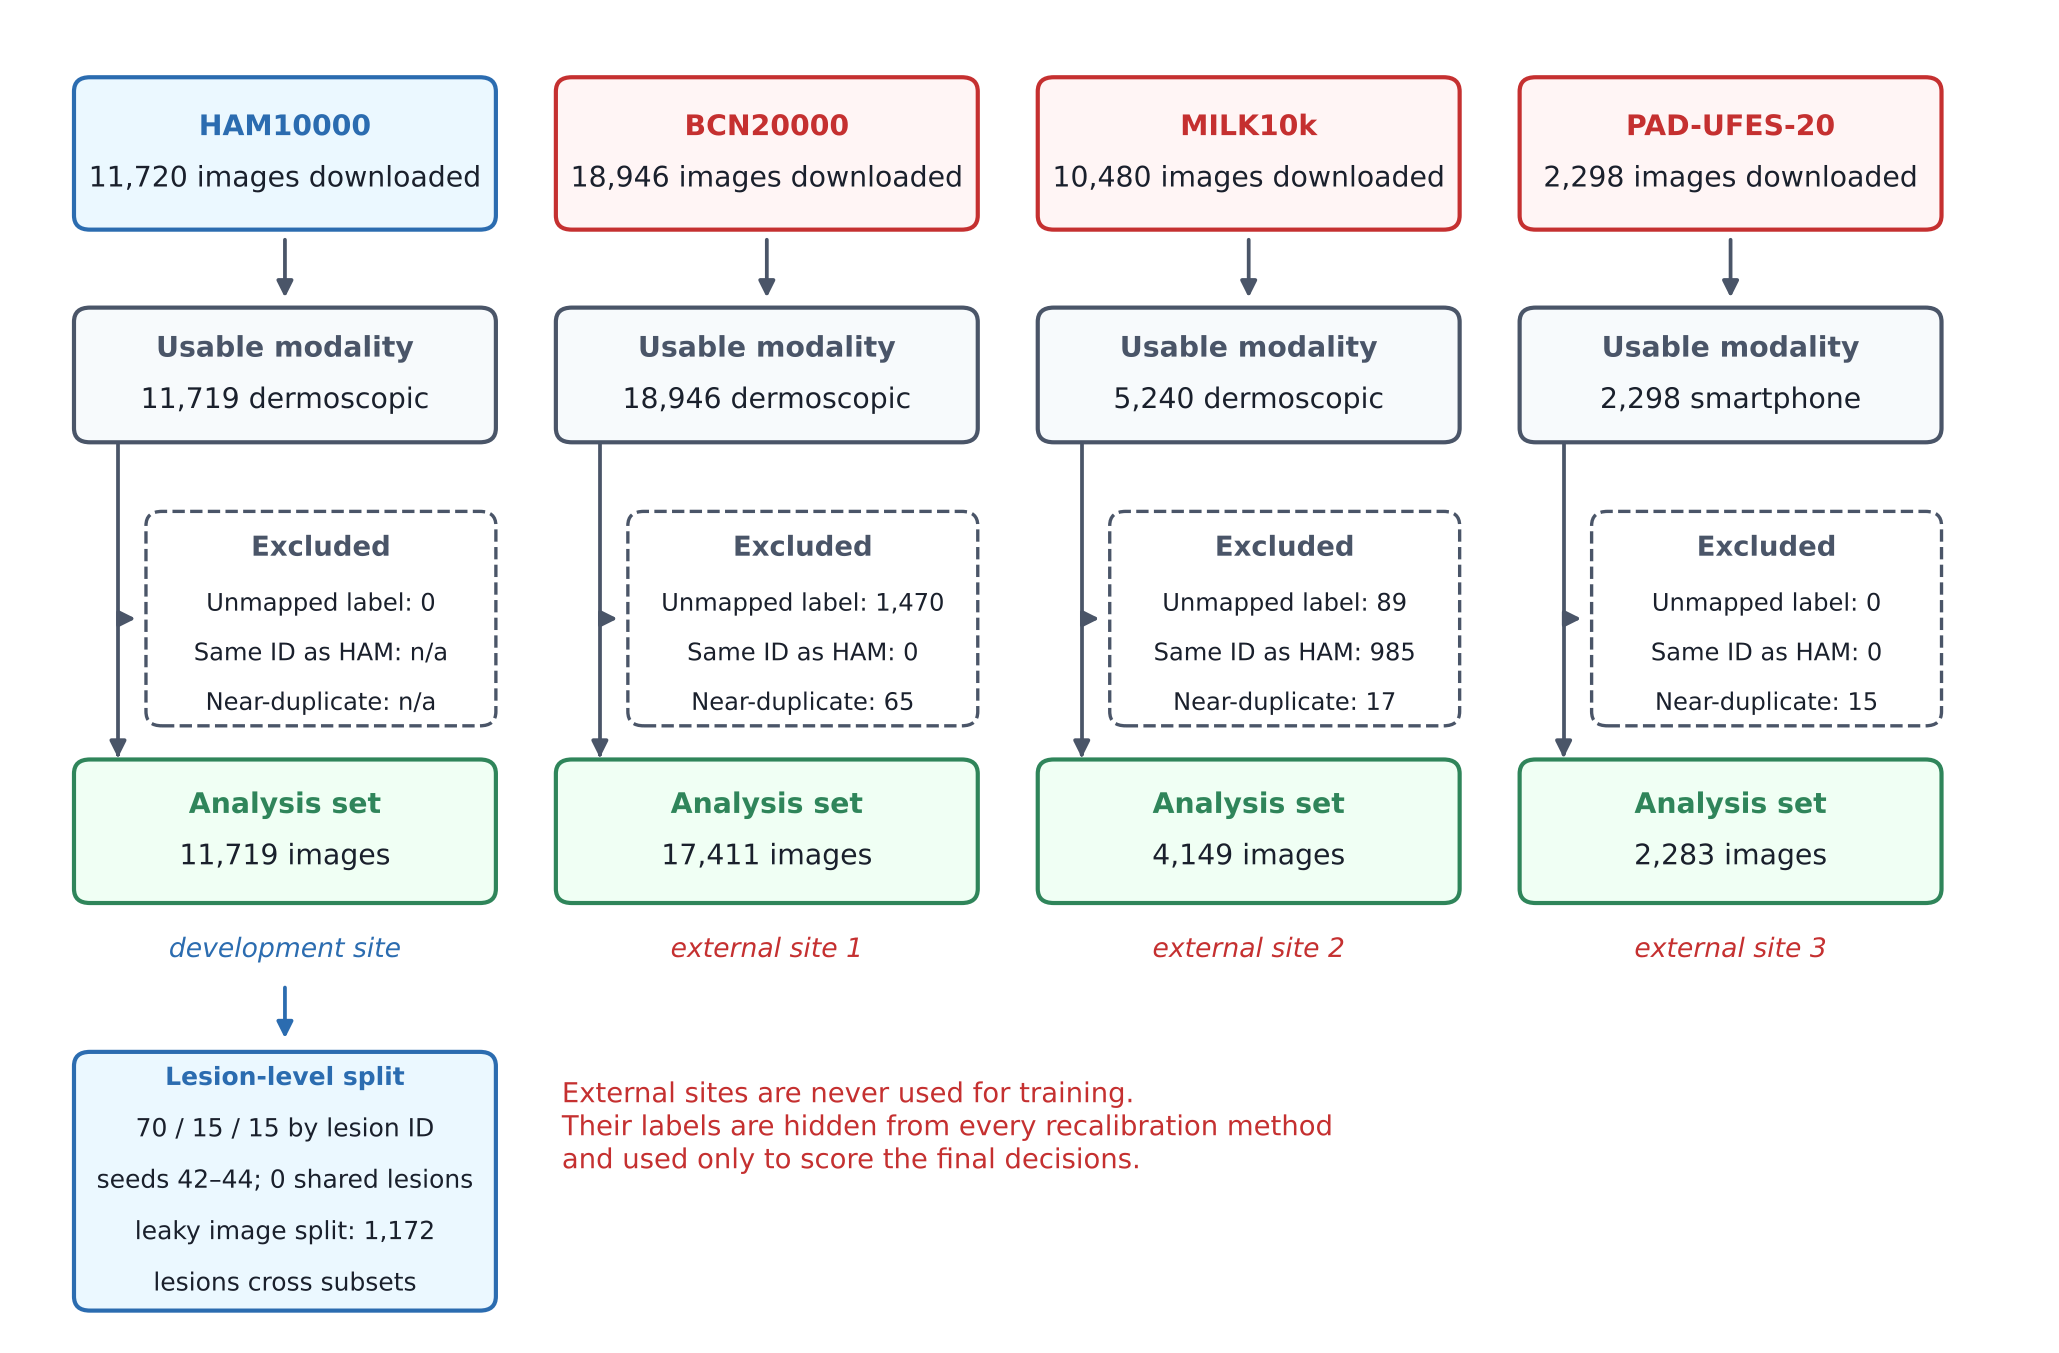 HAM10000
11,720 images downloaded
Usable modality
11,719 dermoscopic
Excluded
Unmapped label: 0
Same ID as HAM: n/a
Near-duplicate: n/a
Analysis set
11,719 images
development site
Lesion-level split
70 / 15 / 15 by lesion ID
seeds 42–44; 0 shared lesions
leaky image split: 1,172
lesions cross subsets
BCN20000
18,946 images downloaded
Usable modality
18,946 dermoscopic
Excluded
Unmapped label: 1,470
Same ID as HAM: 0
Near-duplicate: 65
Analysis set
17,411 images
external site 1
MILK10k
10,480 images downloaded
Usable modality
5,240 dermoscopic
Excluded
Unmapped label: 89
Same ID as HAM: 985
Near-duplicate: 17
Analysis set
4,149 images
external site 2
PAD-UFES-20
2,298 images downloaded
Usable modality
2,298 smartphone
Excluded
Unmapped label: 0
Same ID as HAM: 0
Near-duplicate: 15
Analysis set
2,283 images
external site 3
External sites are never used for training.
Their labels are hidden from every recalibration method
and used only to score the final decisions.